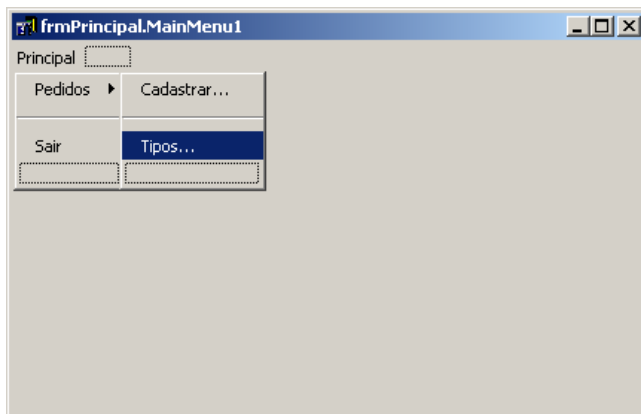 frmPrincipal.MainMenu1
Principal
Pedidos Cadastrar...
Sair Tipos...